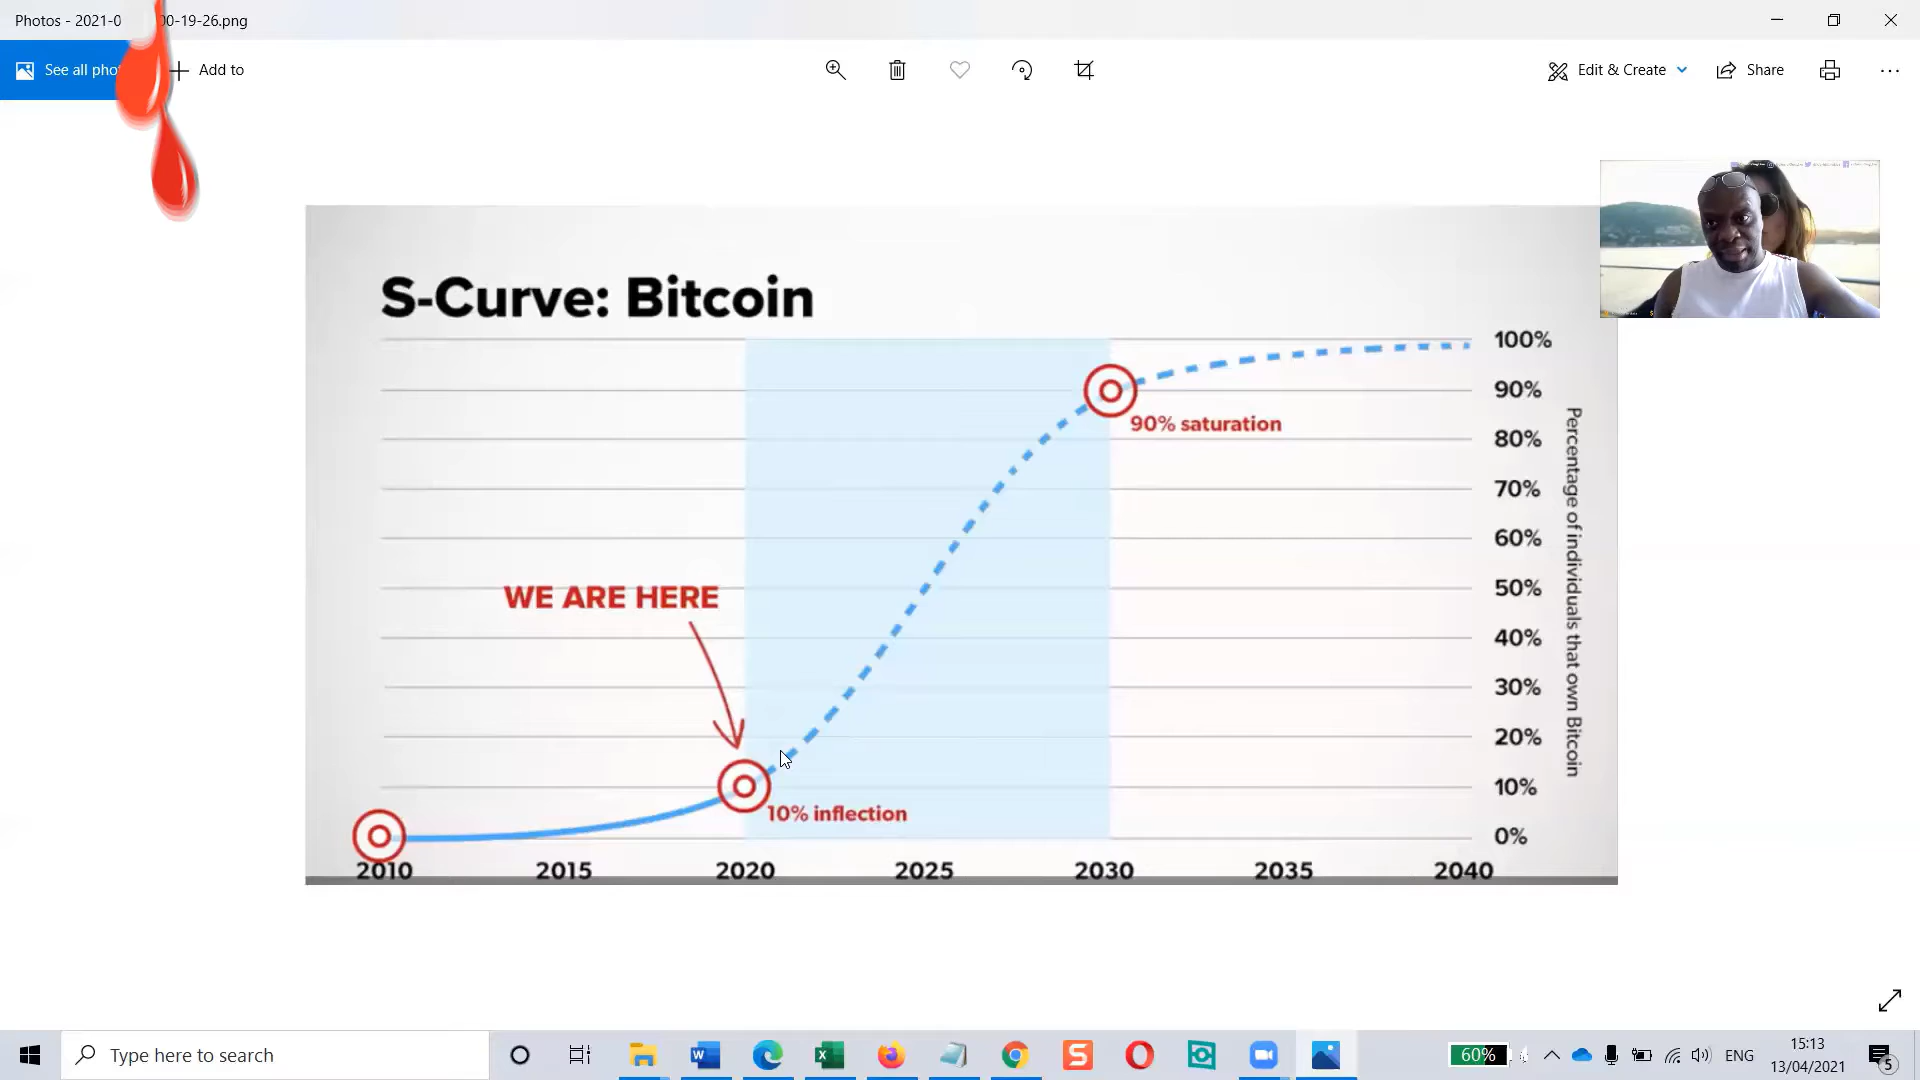 Photos - 2021-0 00-19-26.png
See all pho
Add to
Edit & Create
Share
S-Curve: Bitcoin
100%
90%
90% saturation
80%
70%
60%
WE ARE HERE
50%
40%
30%
20%
10%
10% inflection
0%
Percentage of individuals that own Bitcoin
2010 2015 2020 2025 2030 2035 2040
Type here to search
60%
ENG
15:13
13/04/2021
5